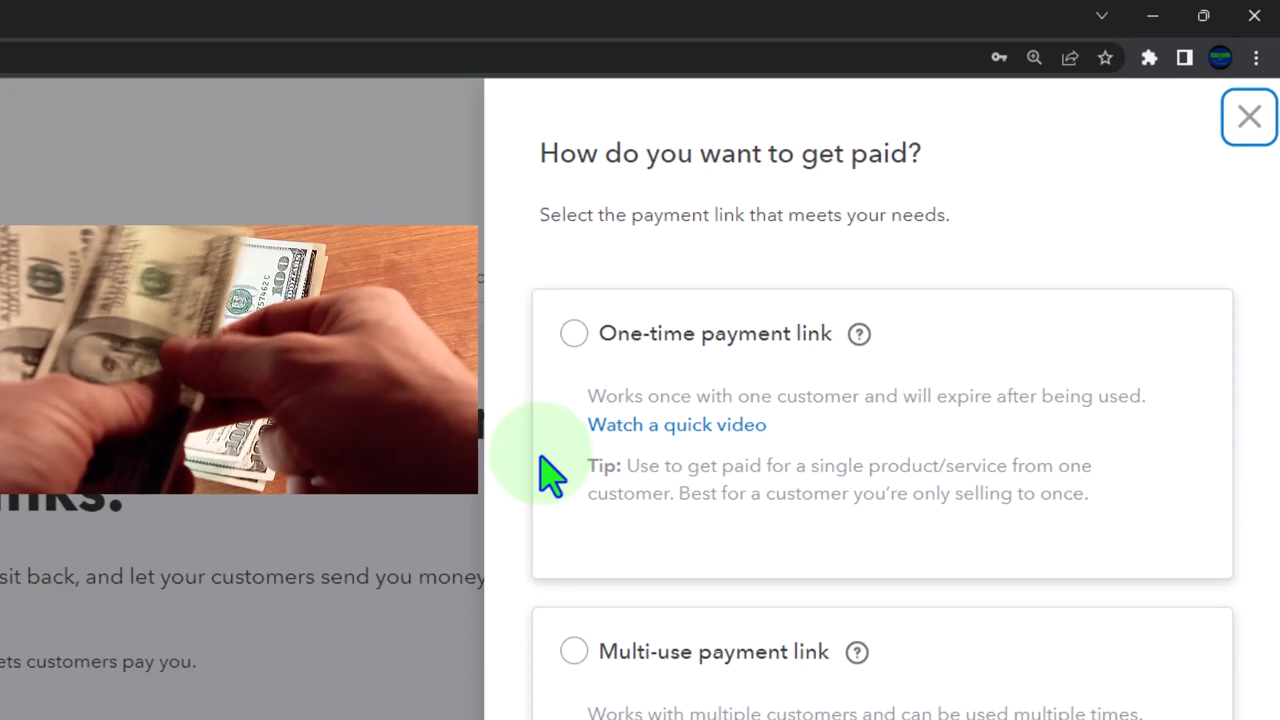 How do you want to get paid?
Select the payment link that meets your needs.
One-time payment link ?
Works once with one customer and will expire after being used.
Watch a quick video
Tip: Use to get paid for a single product/service from one
customer. Best for a customer you're only selling to once.
sit back, and let your customers send you money
ets customers pay you.
Multi-use payment link ?
Works with multiple customers and can be used multiple times.
100